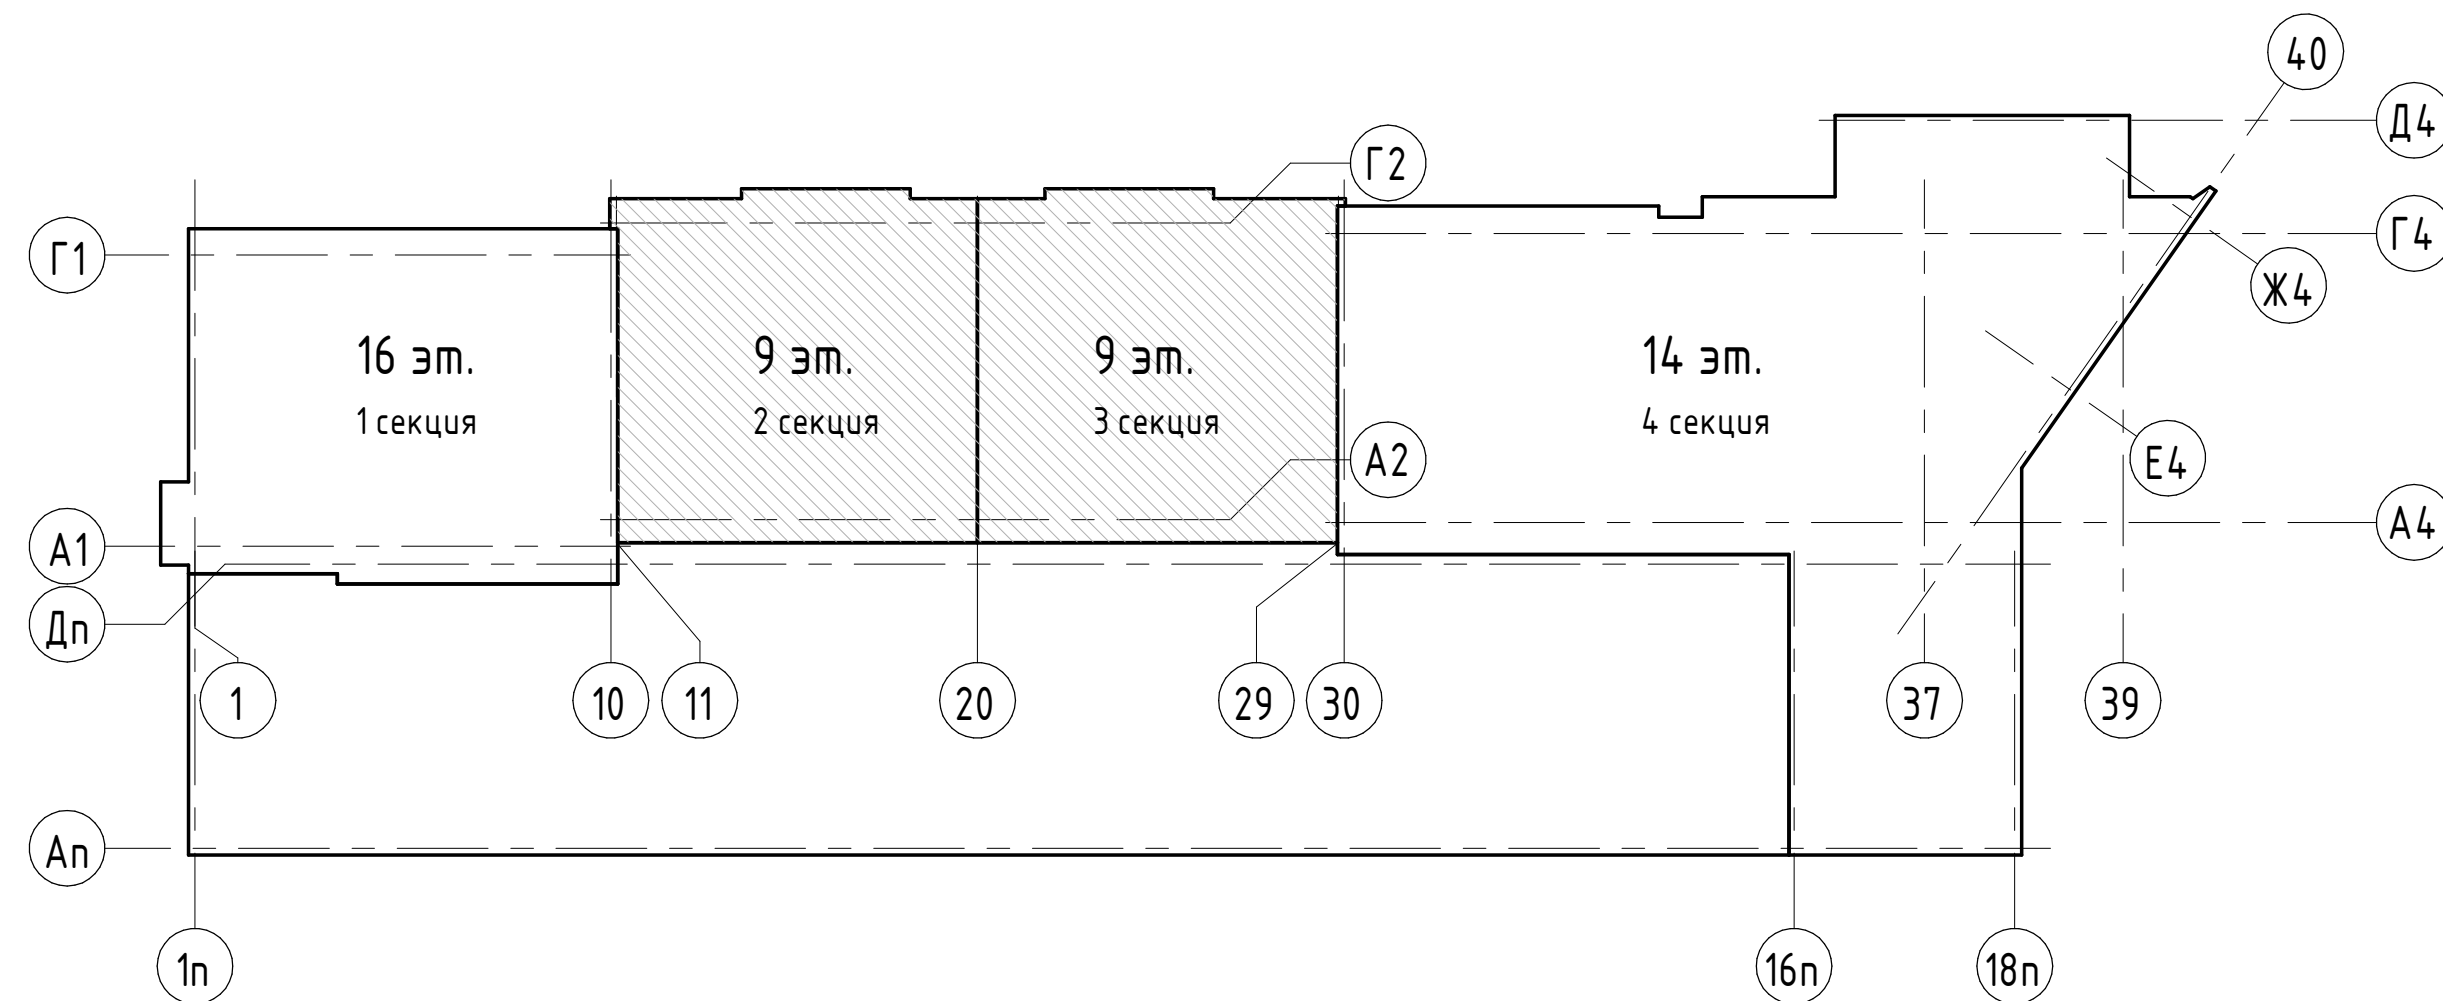 40
Д4
Г2
Г1
Г4
Ж4
16 эт.
9 эт.
9 эт.
14 эт.
1 секция
2 секция
3 секция
4 секция
А2
Е4
А1
А4
Дп
1
10
11
20
29
30
37
39
Ап
1п
16п
18п